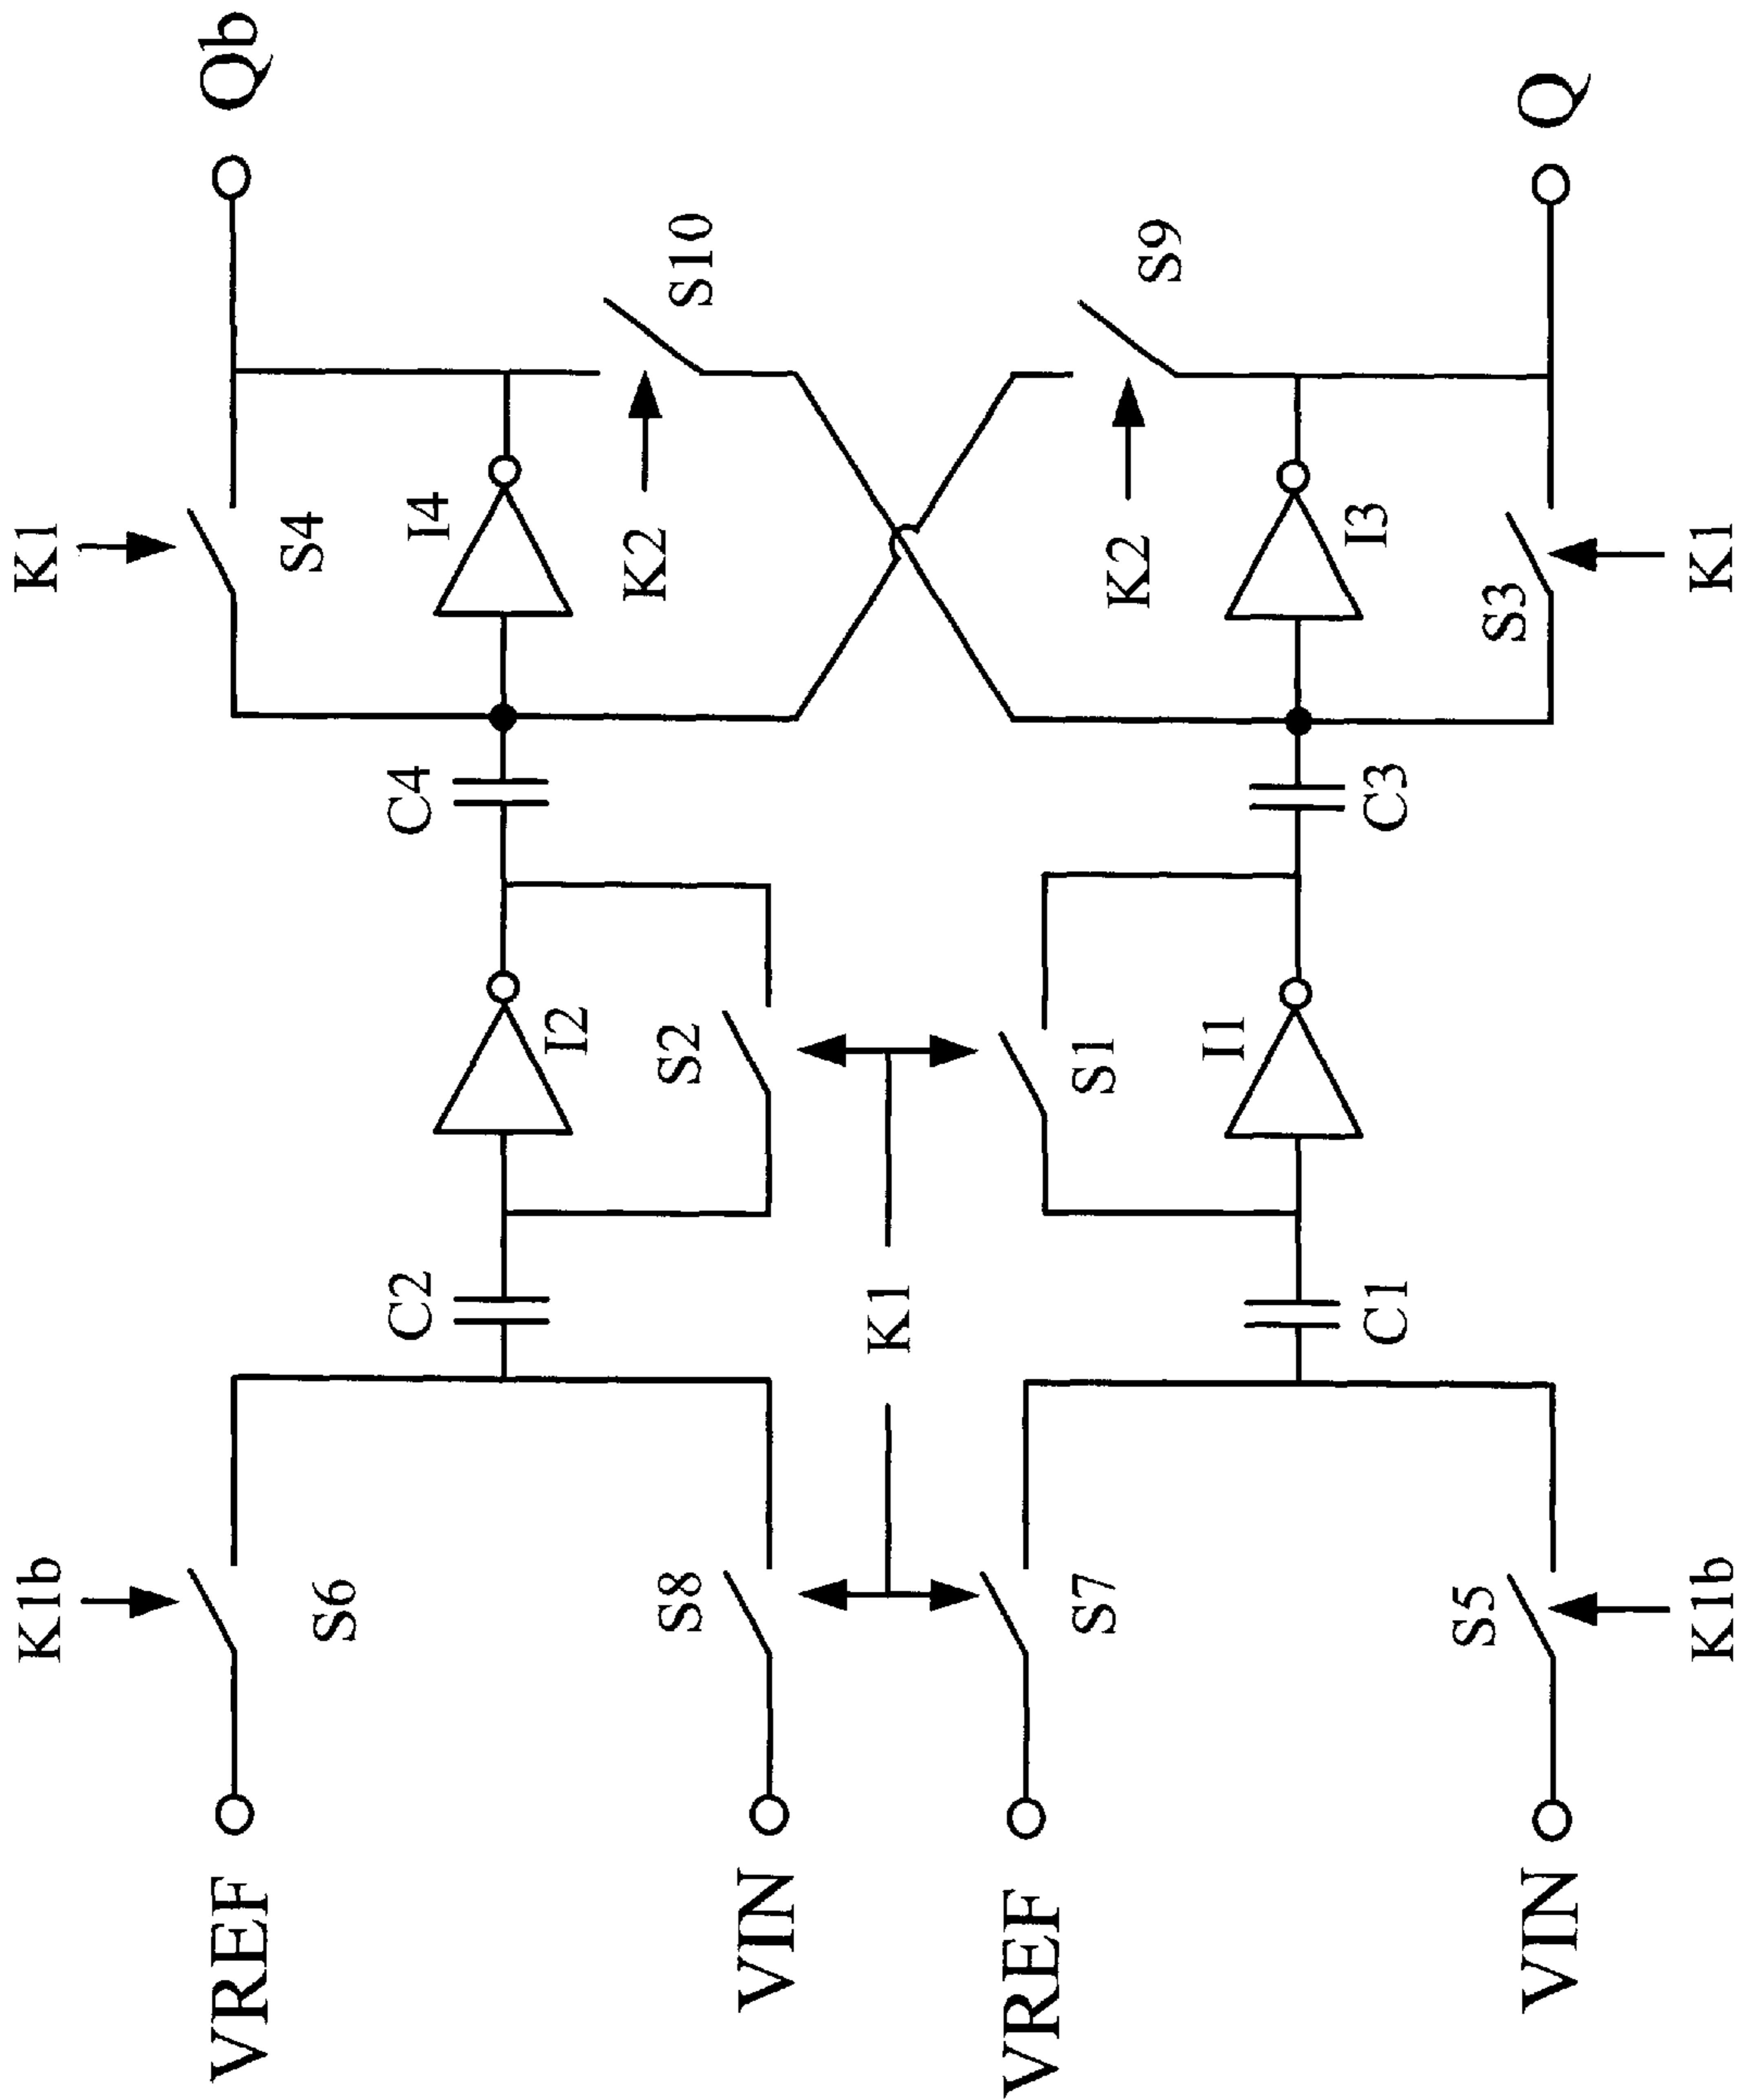 K1b
K1
VREF
S6
S4
Qb
C2
I2
C4
I4
S10
VIN
S8
S2
K2
K1
VREF
S7
S1
K2
S9
C1
I1
C3
I3
VIN
S5
S3
Q
K1b
K1